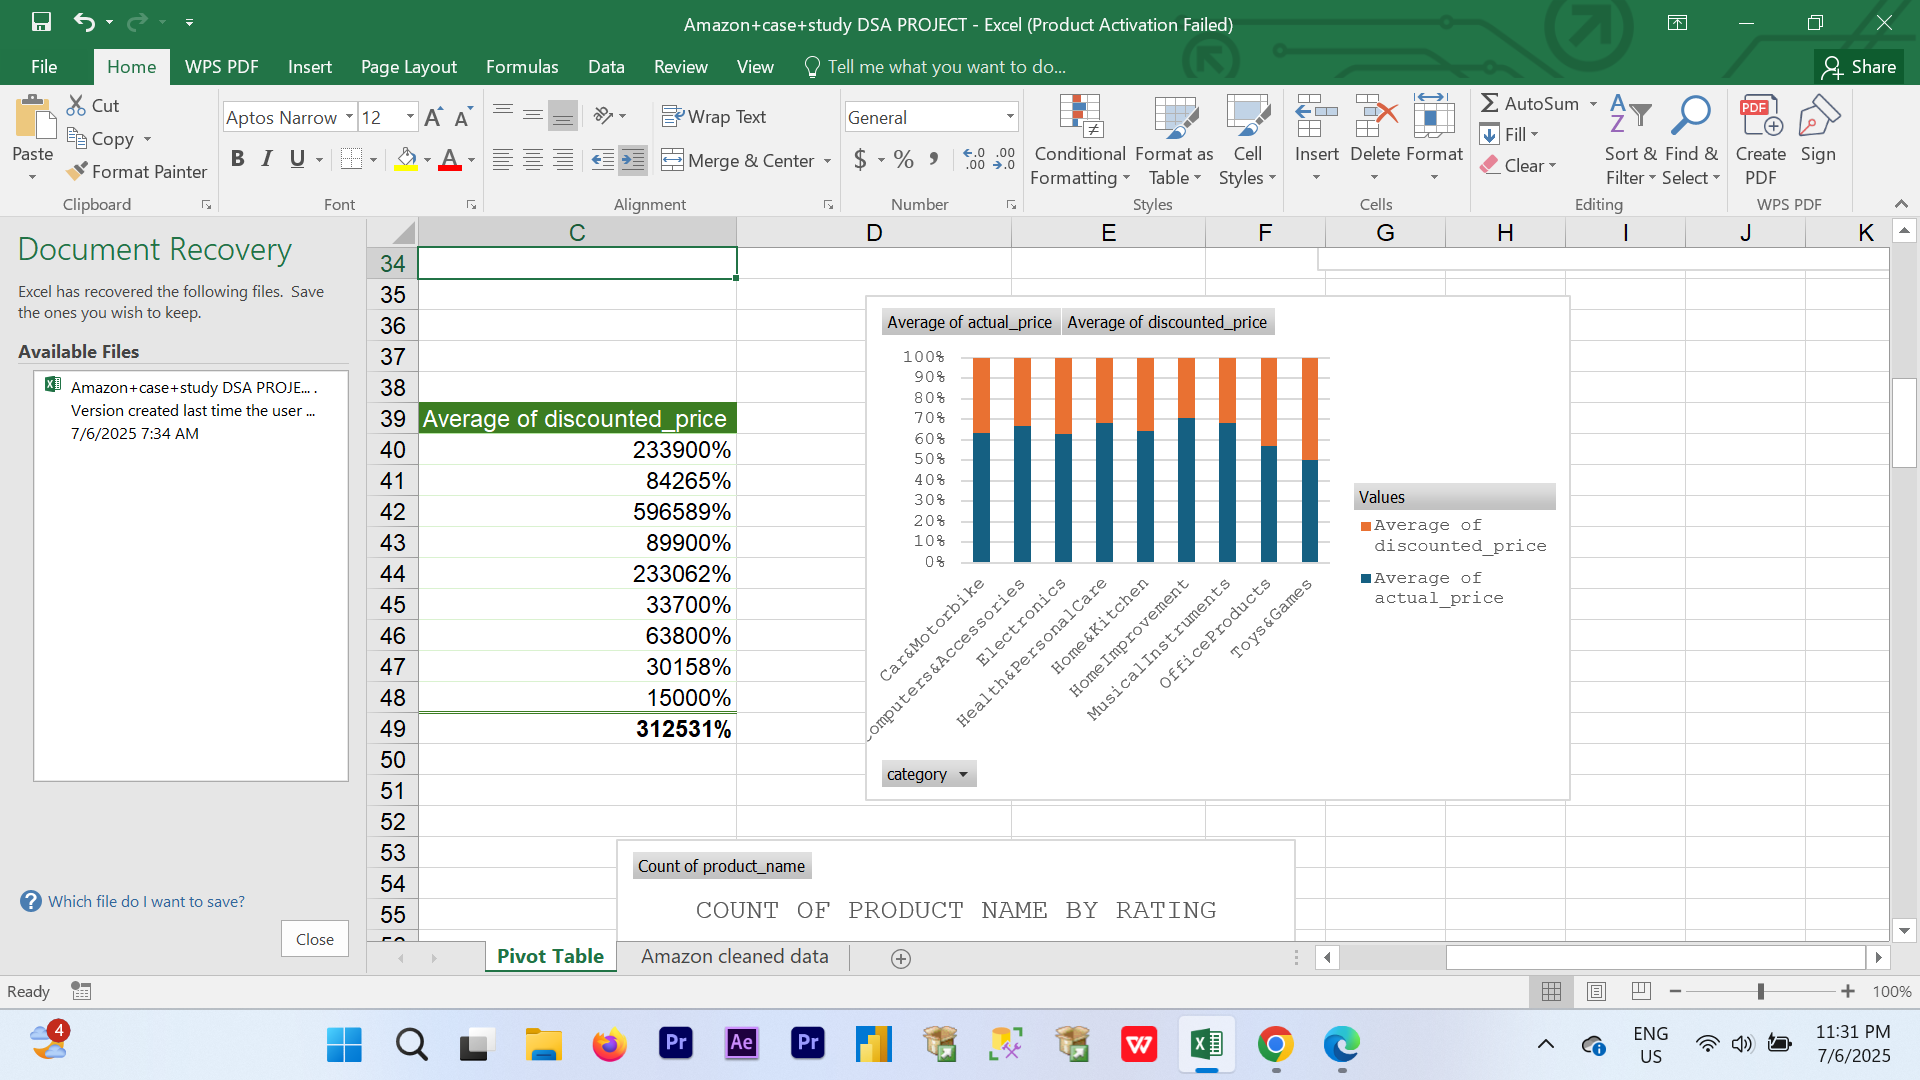 Amazon+case+study DSA PROJECT - Excel (Product Activation Failed)
File Home WPS PDF Insert Page Layout Formulas Data Review View Tell me what you want to do... Share
Paste
Cut
Copy
Format Painter
Clipboard
Aptos Narrow 12
B I U
Font
Wrap Text
Merge & Center
Alignment
General
$ % ,
Number
Conditional Formatting
Format as Table
Cell Styles
Styles
Insert Delete Format
Cells
AutoSum
Fill
Clear
Sort & Filter
Find & Select
Editing
Create PDF
Sign
WPS PDF
Document Recovery
Excel has recovered the following files. Save
the ones you wish to keep.
Available Files
Amazon+case+study DSA PROJE... .
Version created last time the user ...
7/6/2025 7:34 AM
Which file do I want to save?
Close
C D E F G H I J K
34
35
36
37
38
39 Average of discounted_price
40 233900%
41 84265%
42 596589%
43 89900%
44 233062%
45 33700%
46 63800%
47 30158%
48 15000%
49 312531%
50
51
52
53
54
55
Average of actual_price Average of discounted_price
100%
90%
80%
70%
60%
50%
40%
30%
20%
10%
0%
Car&Motorbike
Computers&Accessories
Electronics
Health&PersonalCare
Home&Kitchen
HomeImprovement
MusicalInstruments
OfficeProducts
Toys&Games
Values
Average of
discounted_price
Average of
actual_price
category
Count of product_name
COUNT OF PRODUCT NAME BY RATING
Pivot Table Amazon cleaned data
Ready
100%
4
Pr Ae Pr
ENG
US
11:31 PM
7/6/2025